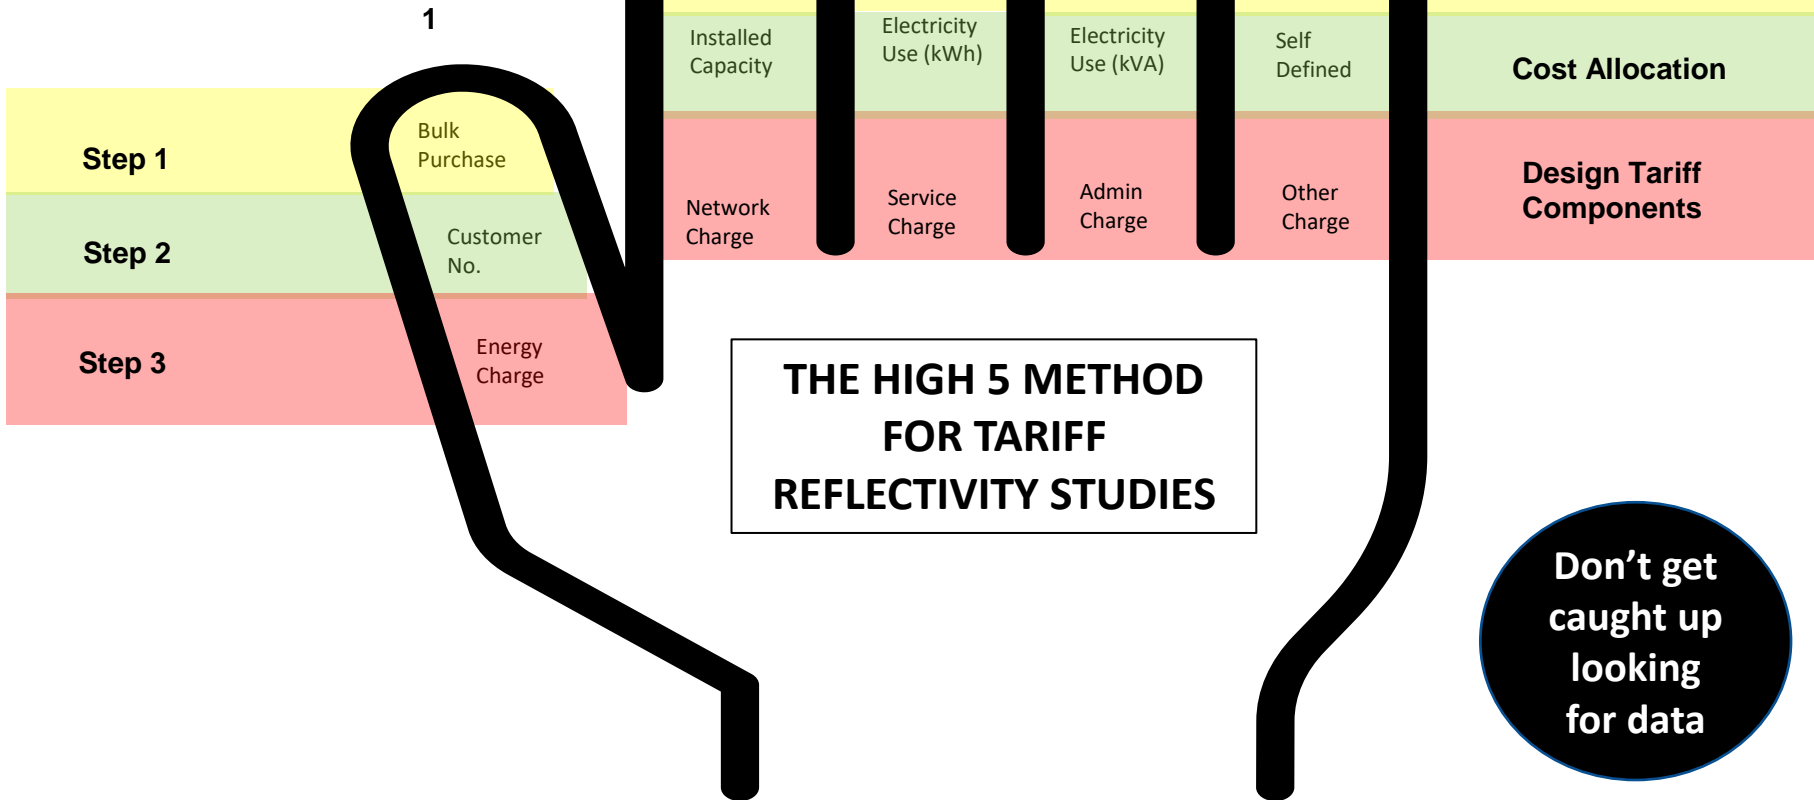 1
Installed
Capacity
Electricity
Use (kWh)
Electricity
Use (kVA)
Self
Defined
Cost Allocation
Step 1
Bulk
Purchase
Network
Charge
Service
Charge
Admin
Charge
Other
Charge
Design Tariff
Components
Step 2
Customer
No.
Step 3
Energy
Charge
THE HIGH 5 METHOD
FOR TARIFF
REFLECTIVITY STUDIES
Don’t get
caught up
looking
for data